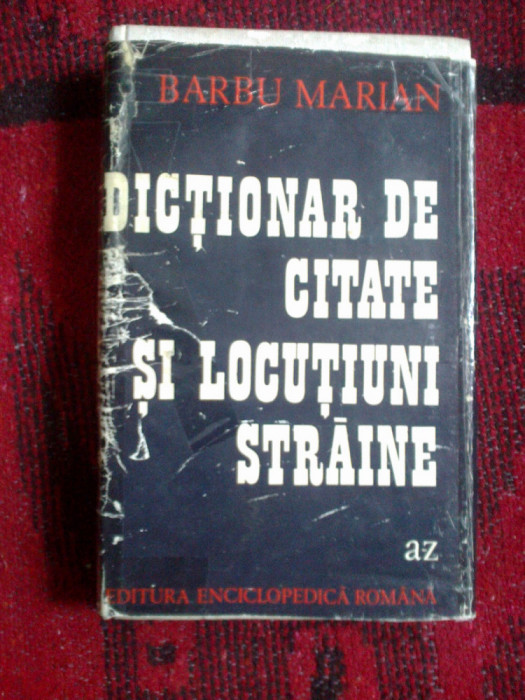 BARBU MARIAN
DICȚIONAR DE
CITATE
ȘI LOCUȚIUNI
STRĂINE
az
EDITURA ENCICLOPEDICĂ ROMÂNĂ